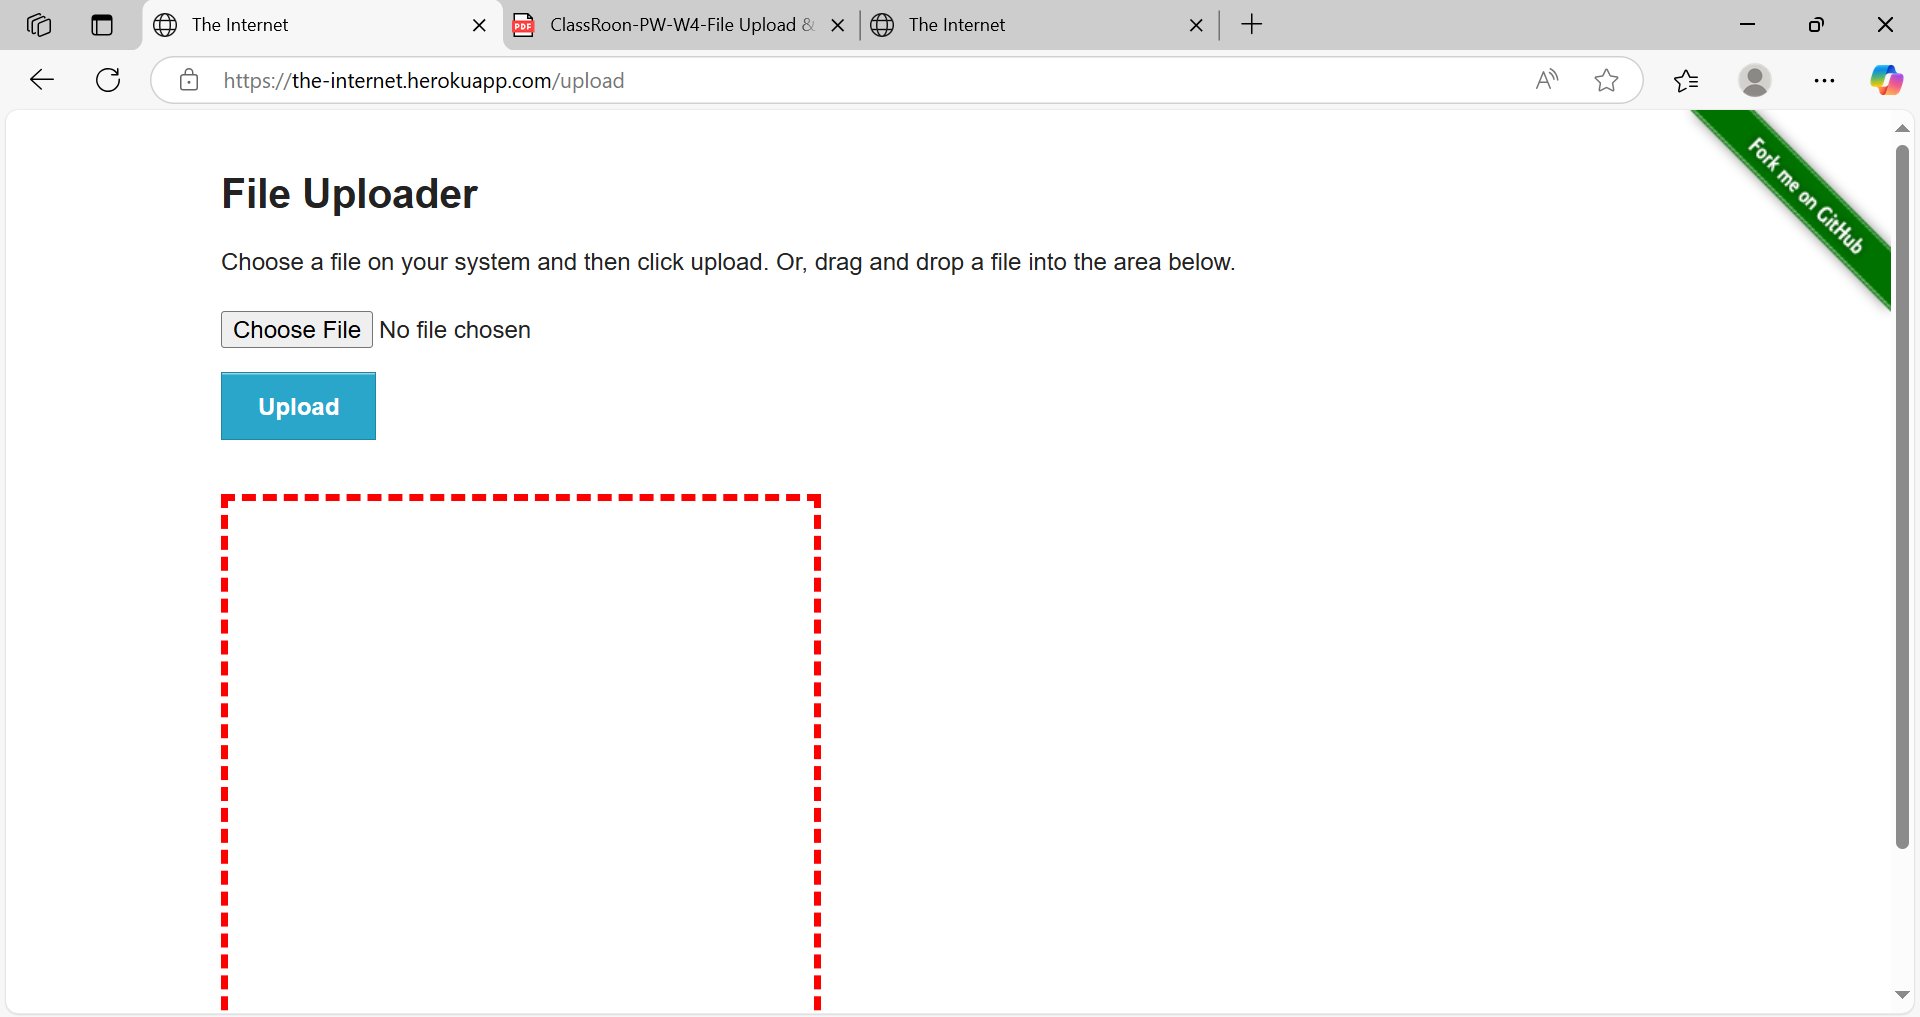 The Internet
ClassRoon-PW-W4-File Upload &
The Internet
https://the-internet.herokuapp.com/upload
Fork me on GitHub
File Uploader
Choose a file on your system and then click upload. Or, drag and drop a file into the area below.
Choose File No file chosen
Upload